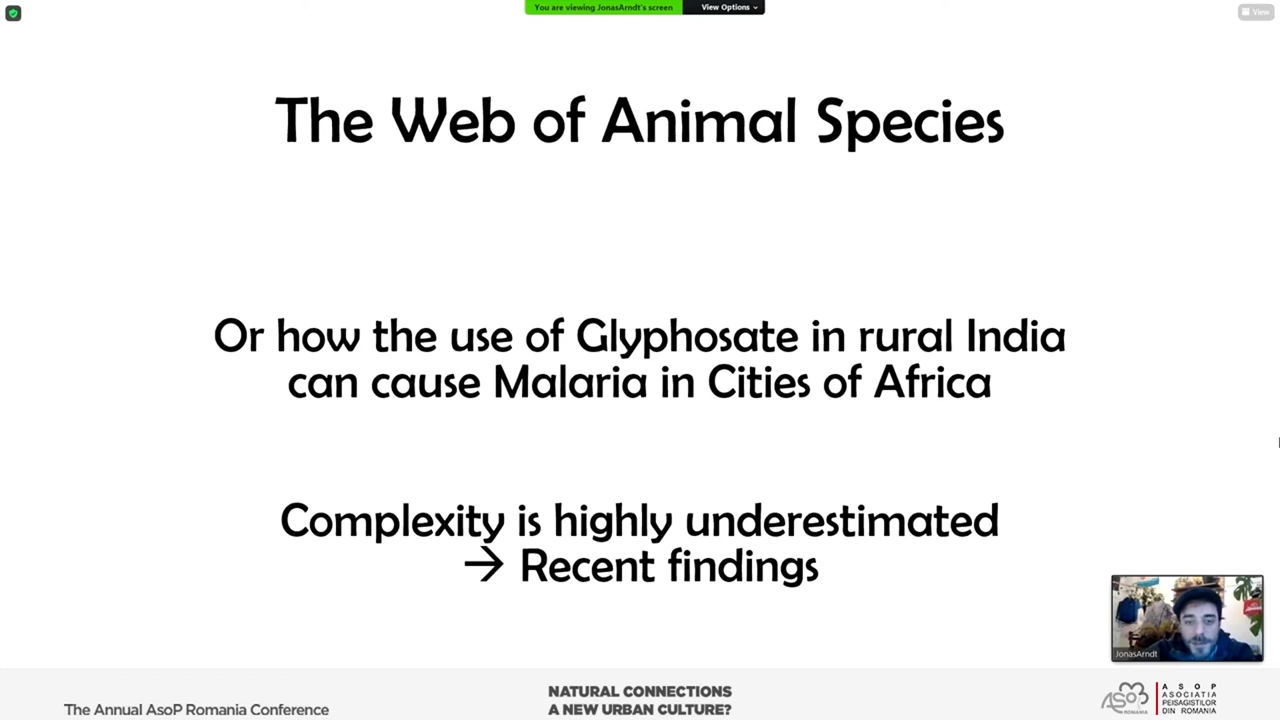 You are viewing JonasArndt's screen
View Options
View
The Web of Animal Species
Or how the use of Glyphosate in rural India
can cause Malaria in Cities of Africa
Complexity is highly underestimated
→ Recent findings
JonasArndt
The Annual AsoP Romania Conference
NATURAL CONNECTIONS
A NEW URBAN CULTURE?
ASoP
ROMANIA
A S O P
ASOCIATIA
PEISAGISTILOR
DIN ROMANIA